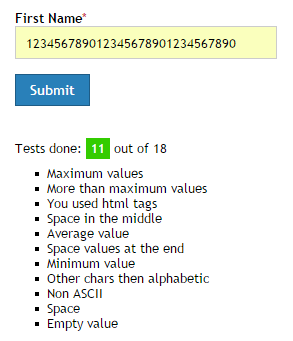 First Name*
123456789012345678901234567890
Submit
Tests done: 11 out of 18
Maximum values
More than maximum values
You used html tags
Space in the middle
Average value
Space values at the end
Minimum value
Other chars then alphabetic
Non ASCII
Space
Empty value